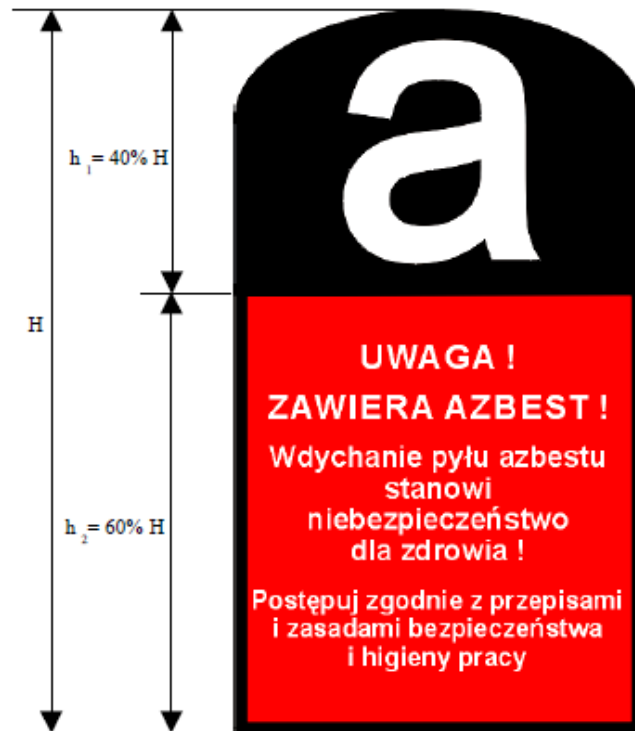 a
h₁= 40% H
H
UWAGA !
ZAWIERA AZBEST !
Wdychanie pyłu azbestu
stanowi
niebezpieczeństwo
dla zdrowia !
h₂= 60% H
Postępuj zgodnie z przepisami
i zasadami bezpieczeństwa
i higieny pracy